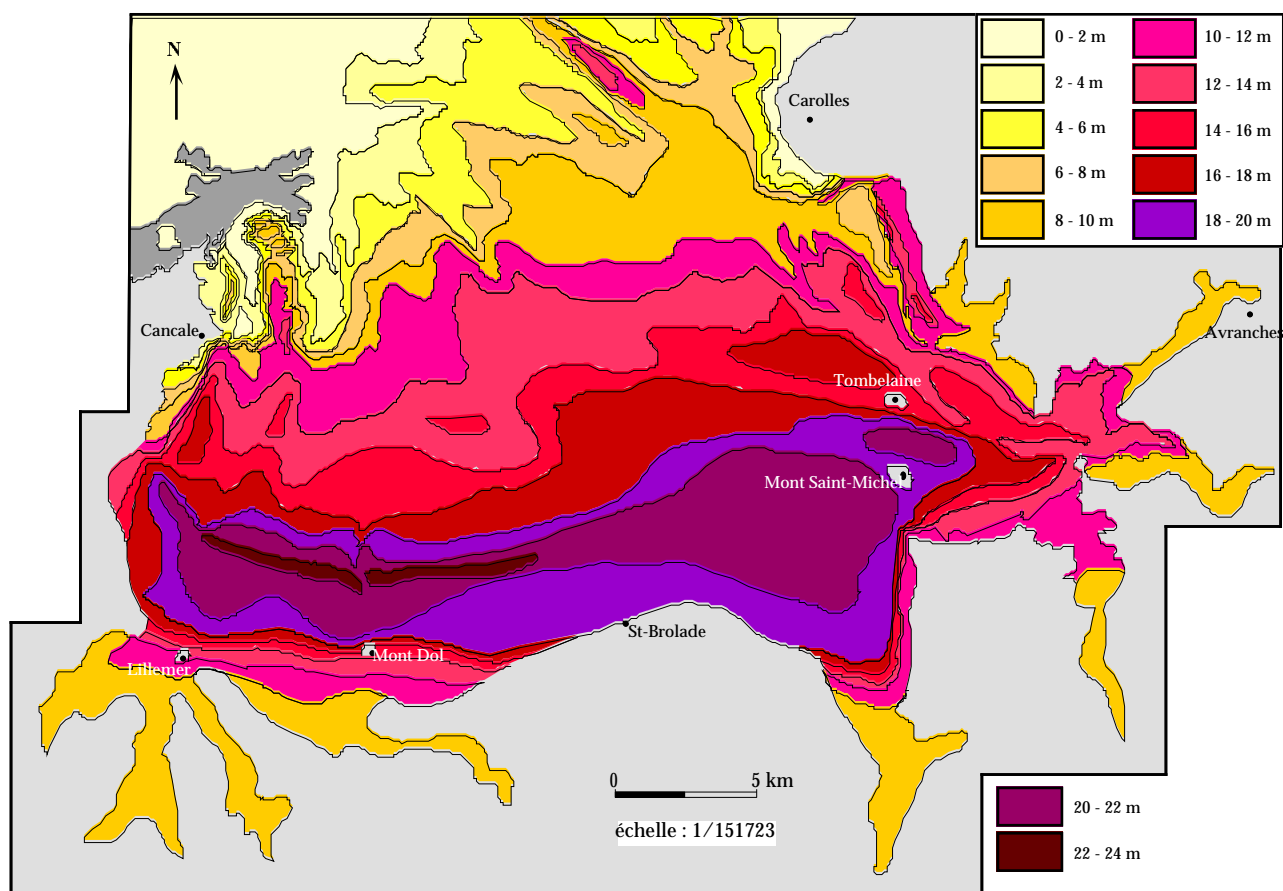 0 - 2 m
10 - 12 m
N
2 - 4 m
12 - 14 m
Carolles
4 - 6 m
14 - 16 m
6 - 8 m
16 - 18 m
8 - 10 m
18 - 20 m
Cancale
Avranches
Tombelaine
Mont Saint-Michel
St-Brolade
Mont Dol
Lillemer
0 5 km
échelle : 1/151723
20 - 22 m
22 - 24 m